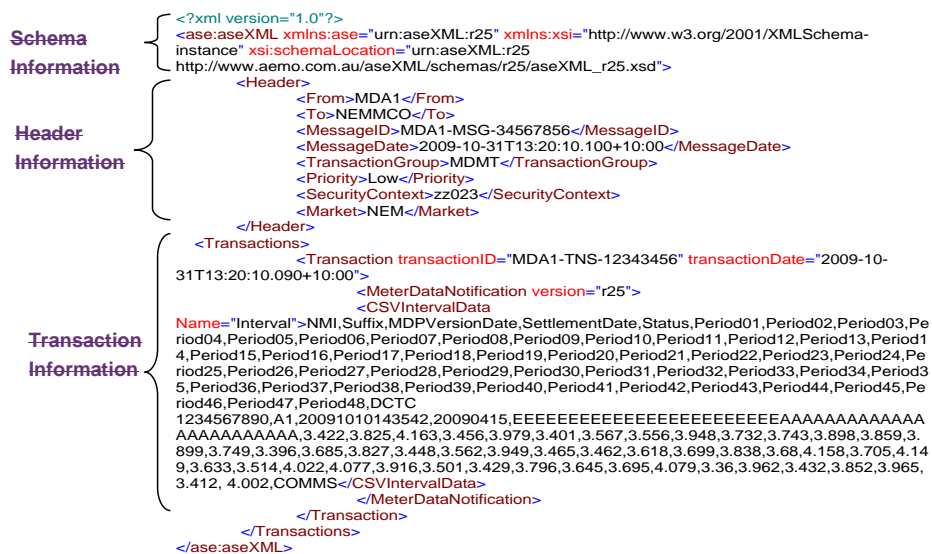 <?xml version="1.0"?>
<ase:aseXML xmlns:ase="urn:aseXML:r25" xmlns:xsi="http://www.w3.org/2001/XMLSchema-
instance" xsi:schemaLocation="urn:aseXML:r25
http://www.aemo.com.au/aseXML/schemas/r25/aseXML_r25.xsd">
Schema
Information
<Header>
<From>MDA1</From>
<To>NEMMCO</To>
<MessageID>MDA1-MSG-34567856</MessageID>
<MessageDate>2009-10-31T13:20:10.100+10:00</MessageDate>
<TransactionGroup>MDMT</TransactionGroup>
<Priority>Low</Priority>
<SecurityContext>zz023</SecurityContext>
<Market>NEM</Market>
</Header>
Header
Information
<Transactions>
<Transaction transactionID="MDA1-TNS-12343456" transactionDate="2009-10-
31T13:20:10.090+10:00">
<MeterDataNotification version="r25">
<CSVIntervalData
Name="Interval">NMI,Suffix,MDPVersionDate,SettlementDate,Status,Period01,Period02,Period03,Pe
riod04,Period05,Period06,Period07,Period08,Period09,Period10,Period11,Period12,Period13,Period1
4,Period15,Period16,Period17,Period18,Period19,Period20,Period21,Period22,Period23,Period24,Pe
riod25,Period26,Period27,Period28,Period29,Period30,Period31,Period32,Period33,Period34,Period3
5,Period36,Period37,Period38,Period39,Period40,Period41,Period42,Period43,Period44,Period45,Pe
riod46,Period47,Period48,DCTC
1234567890,A1,20091010143542,20090415,EEEEEEEEEEEEEEEEEEEEEEEEAAAAAAAAAAAAA
AAAAAAAAAAA,3.422,3.825,4.163,3.456,3.979,3.401,3.567,3.556,3.948,3.732,3.743,3.898,3.859,3.
899,3.749,3.396,3.685,3.827,3.448,3.562,3.949,3.465,3.462,3.618,3.699,3.838,3.68,4.158,3.705,4.14
9,3.633,3.514,4.022,4.077,3.916,3.501,3.429,3.796,3.645,3.695,4.079,3.36,3.962,3.432,3.852,3.965,
3.412, 4.002,COMMS</CSVIntervalData>
</MeterDataNotification>
</Transaction>
</Transactions>
</ase:aseXML>
Transaction
Information